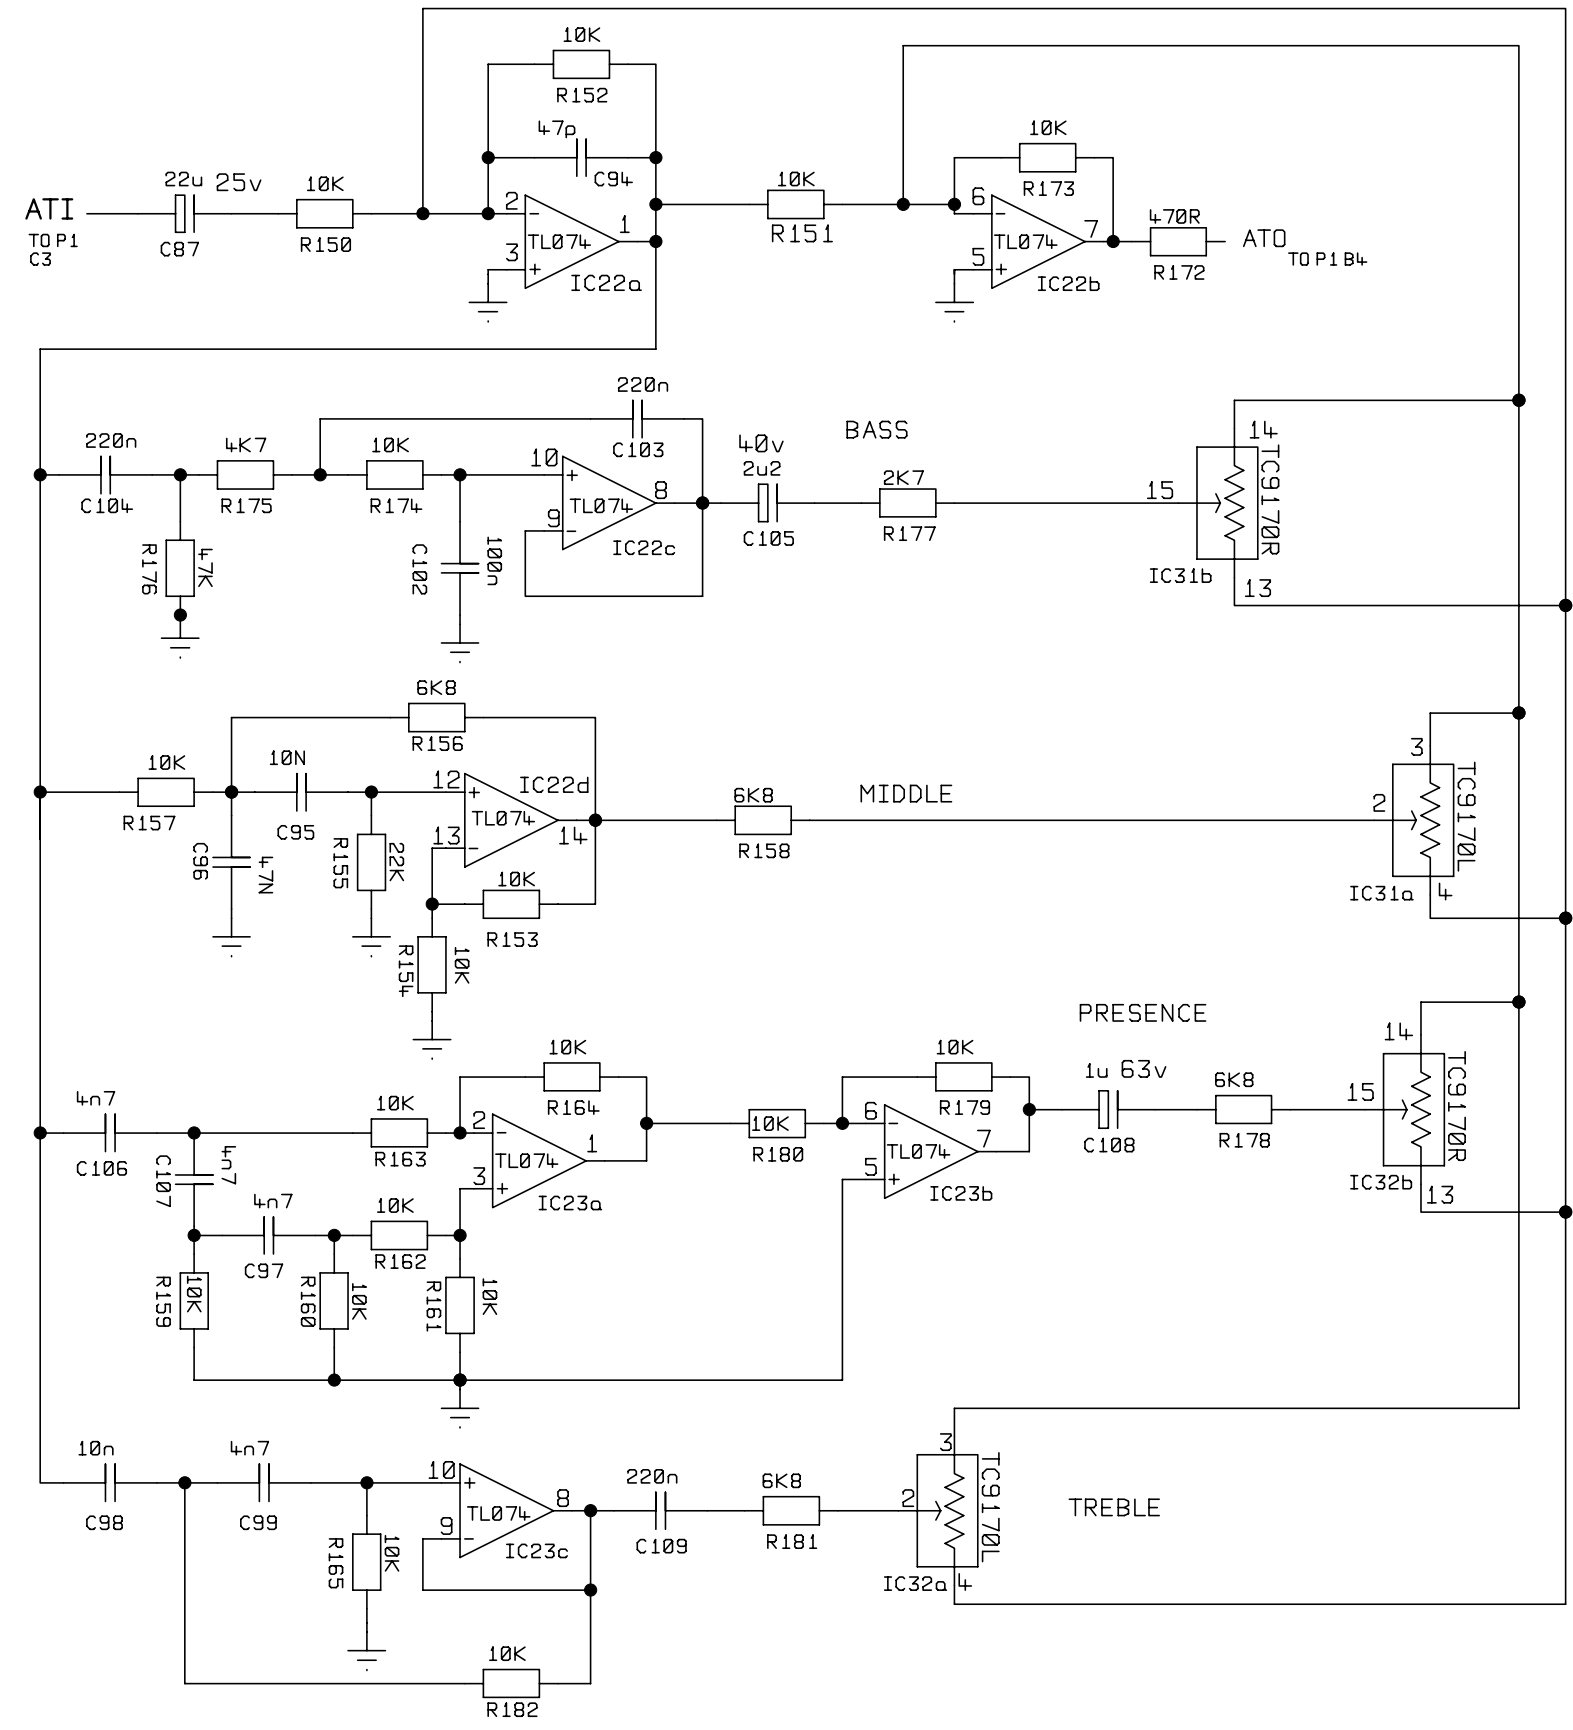 10K
R152
47p
C94
22u 25v
C87
ATI
TO P1
C3
10K
R150
2
3
1
TL074
IC22a
10K
R151
10K
R173
6
5
7
TL074
IC22b
470R
R172
ATO
TO P1 B4
220n
C104
4K7
R175
10K
R174
220n
C103
10
9
8
TL074
IC22c
40v
2u2
C105
BASS
2K7
R177
15
14
13
TC9170R
IC31b
R176
47K
C102
100n
6K8
R156
10K
R157
10N
C95
12
13
14
TL074
IC22d
6K8
R158
MIDDLE
2
3
4
TC9170L
IC31a
C96
47N
R155
22K
10K
R153
R154
10K
PRESENCE
4n7
C106
10K
R163
10K
R164
2
3
1
TL074
IC23a
10K
R180
10K
R179
6
5
7
TL074
IC23b
1u 63v
C108
6K8
R178
15
14
13
TC9170R
IC32b
C107
4n7
4n7
C97
10K
R162
R159
10K
R160
10K
R161
10K
10n
C98
4n7
C99
10
9
8
TL074
IC23c
220n
C109
6K8
R181
2
3
4
TC9170L
IC32a
TREBLE
R165
10K
10K
R182